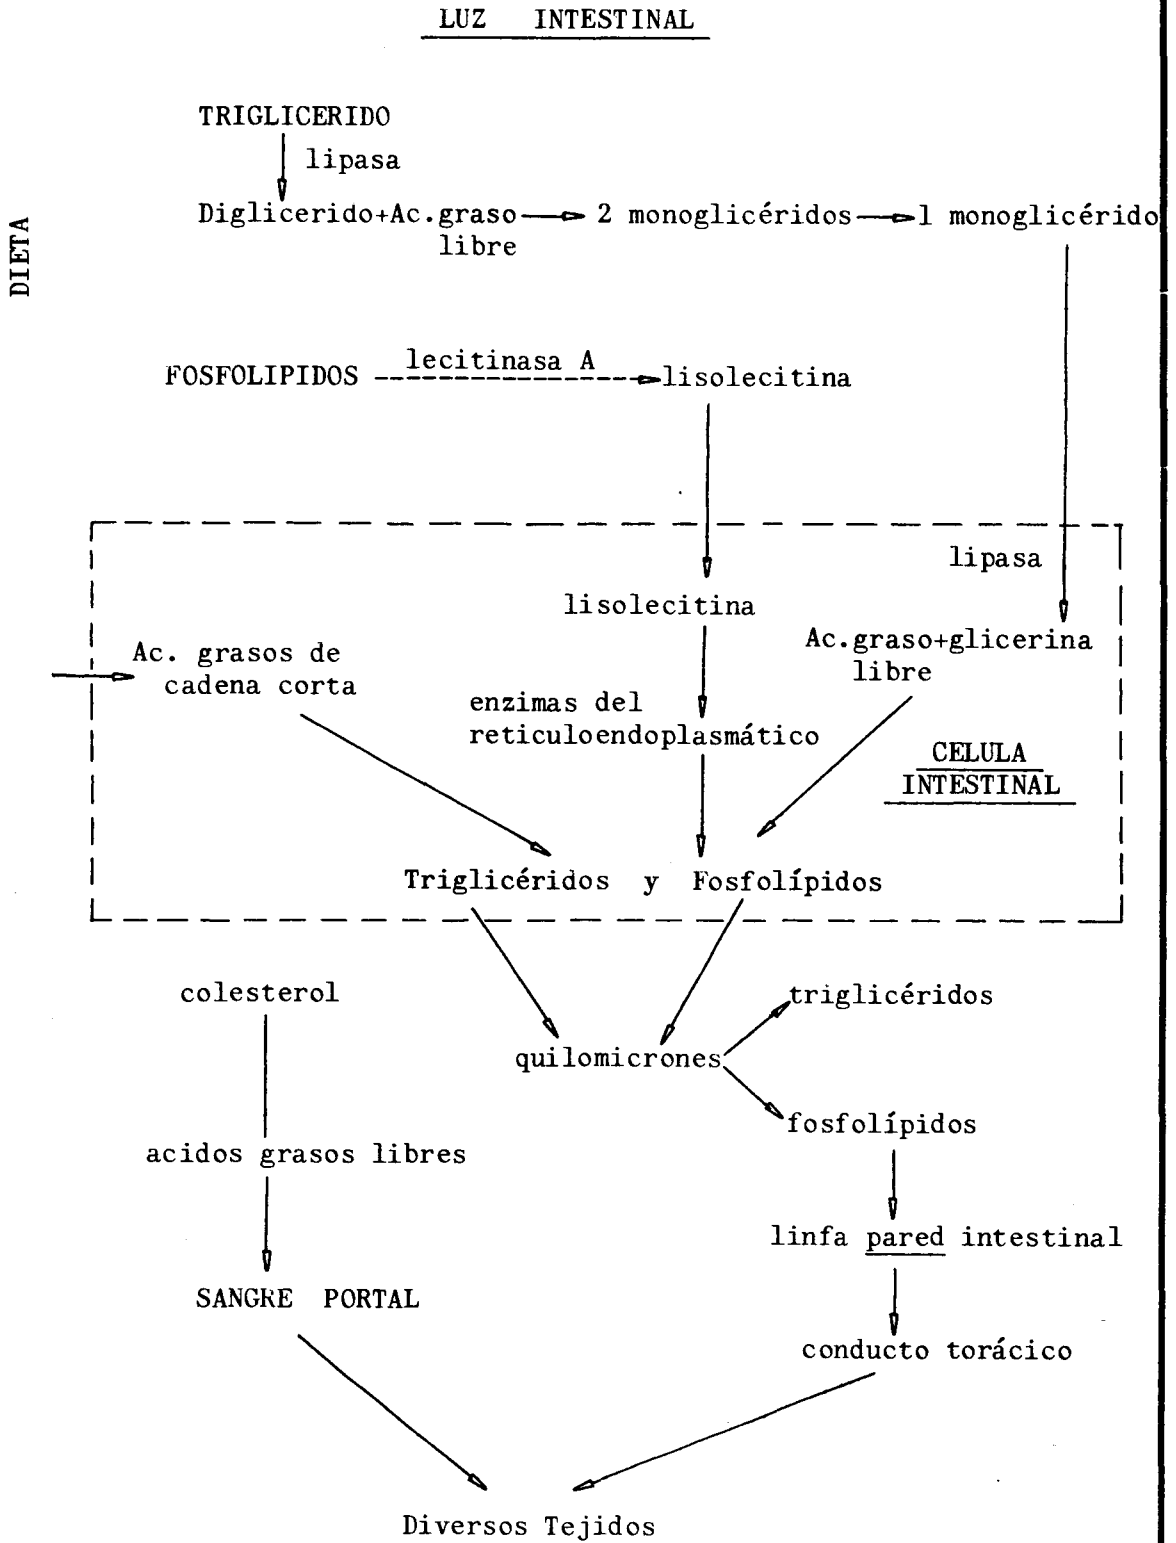 LUZ INTESTINAL
TRIGLICERIDO
lipasa
Diglicerido+Ac.graso
libre
2 monoglicéridos
1 monoglicérido
DIETA
FOSFOLIPIDOS
lecitinasa A
lisolecitina
lipasa
lisolecitina
Ac.graso+glicerina
libre
Ac. grasos de
cadena corta
enzimas del
reticuloendoplasmático
CELULA
INTESTINAL
Triglicéridos y Fosfolípidos
colesterol
triglicéridos
quilomicrones
fosfolípidos
acidos grasos libres
linfa pared intestinal
SANGRE PORTAL
conducto torácico
Diversos Tejidos